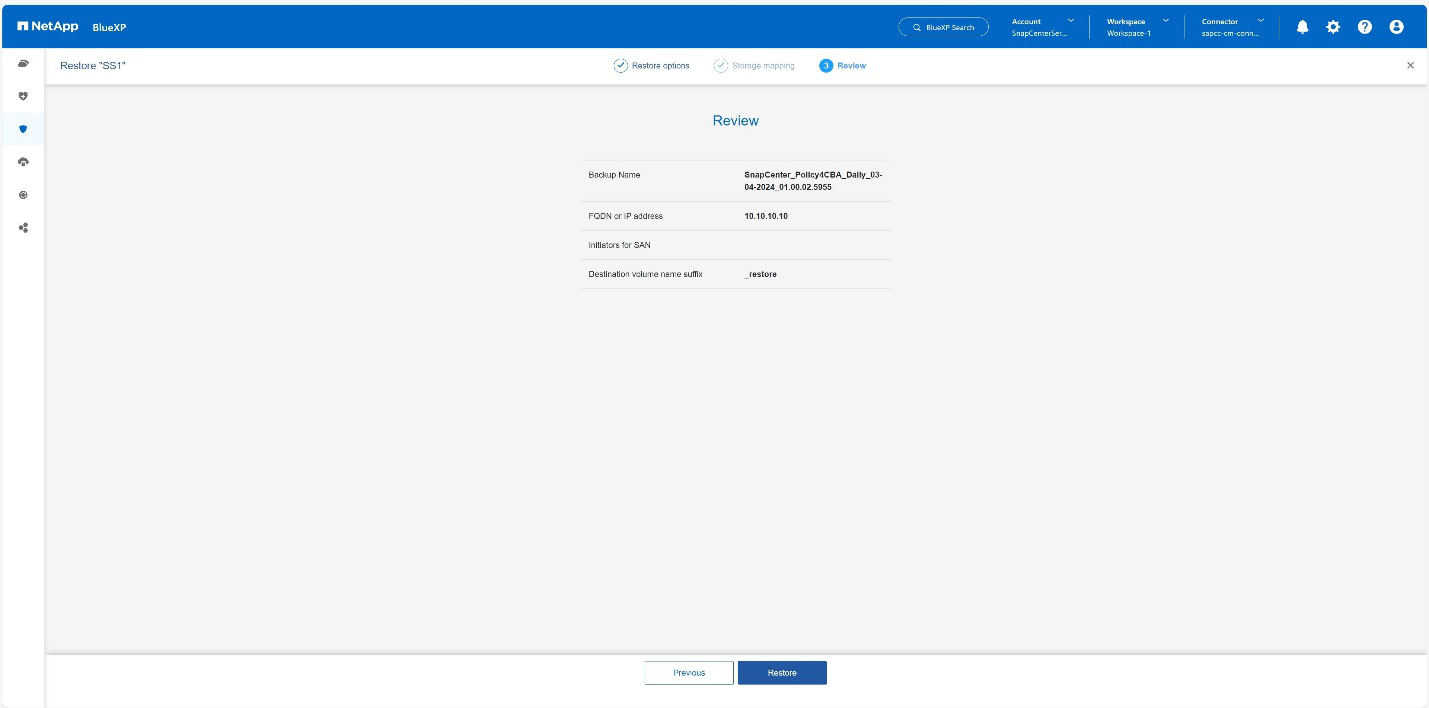 NetApp BlueXP
BlueXP Search
Account
SnapCenterSer...
Workspace
Workspace-1
Connector
sapcc-cm-conn...
Restore "SS1"
Restore options
Storage mapping
3 Review
Review
Backup Name
SnapCenter_Policy4CBA_Daily_03-
04-2024_01.00.02.5955
FQDN or IP address
10.10.10.10
Initiators for SAN
Destination volume name suffix
_restore
Previous
Restore